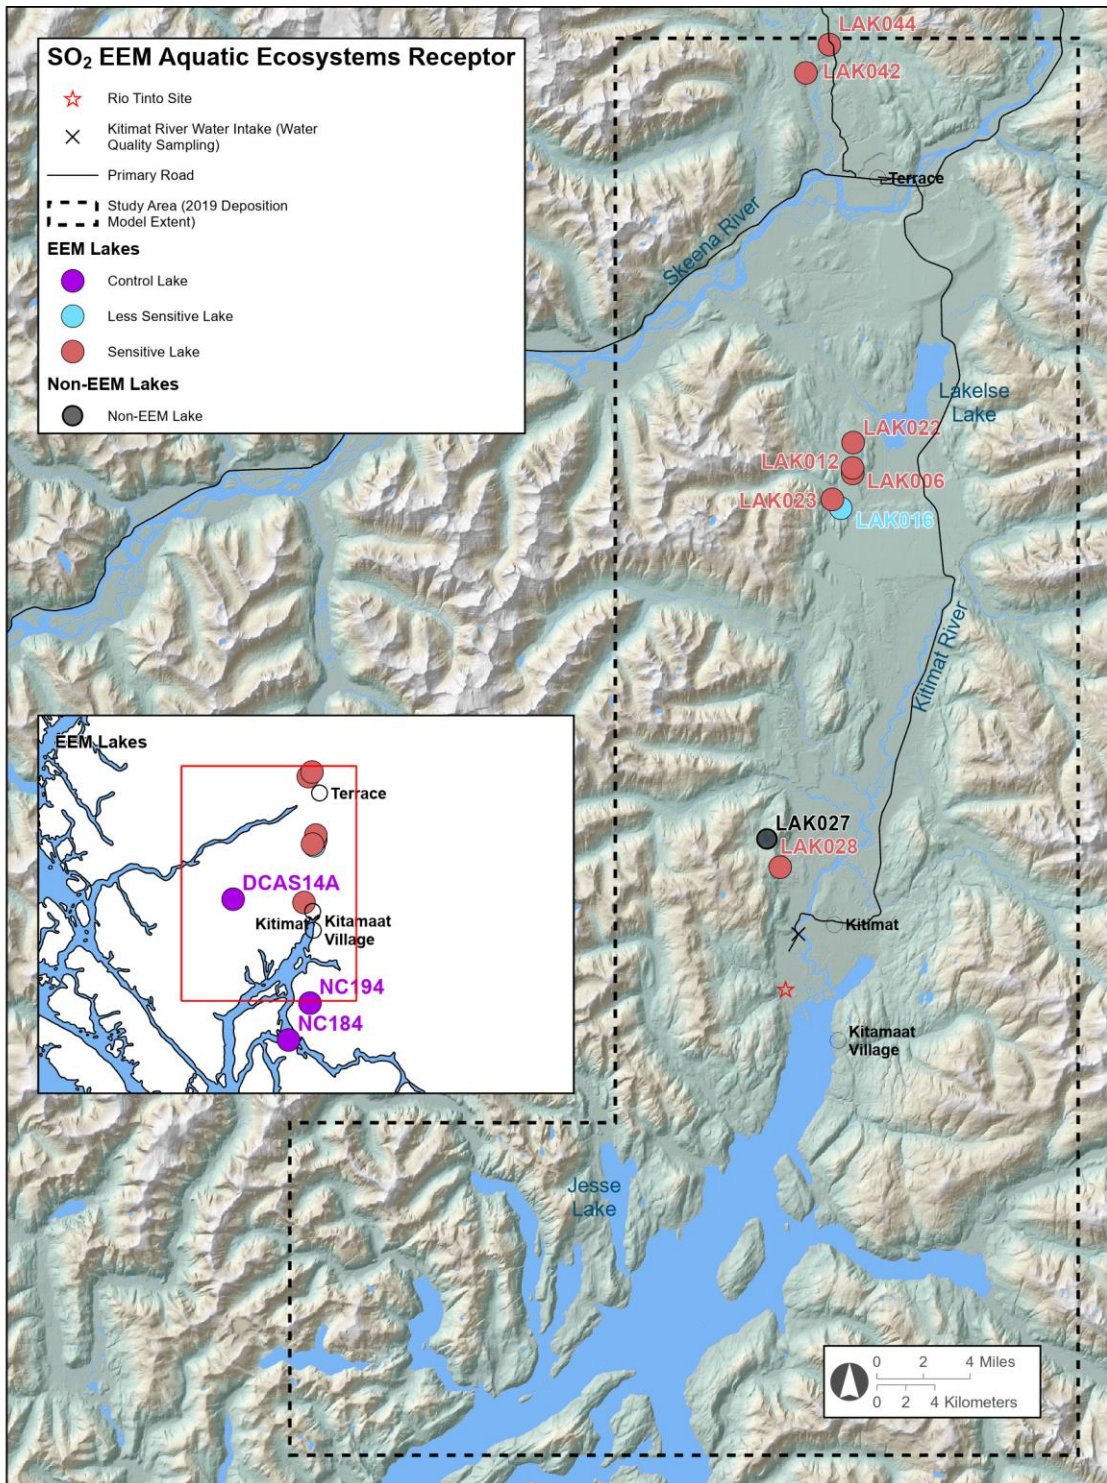 SO₂ EEM Aquatic Ecosystems Receptor
Rio Tinto Site
Kitimat River Water Intake (Water
Quality Sampling)
Primary Road
Study Area (2019 Deposition
Model Extent)
EEM Lakes
Control Lake
Less Sensitive Lake
Sensitive Lake
Non-EEM Lakes
Non-EEM Lake
LAK044
LAK042
Terrace
Skeena River
Lakelse
Lake
LAK022
LAK012
LAK006
LAK023
LAK016
Kitimat River
LAK027
LAK028
Kitimat
Kitamaat
Village
EEM Lakes
Terrace
DCAS14A
Kitimat
Kitamaat
Village
NC194
NC184
Jesse
Lake
0 2 4 Miles
0 2 4 Kilometers